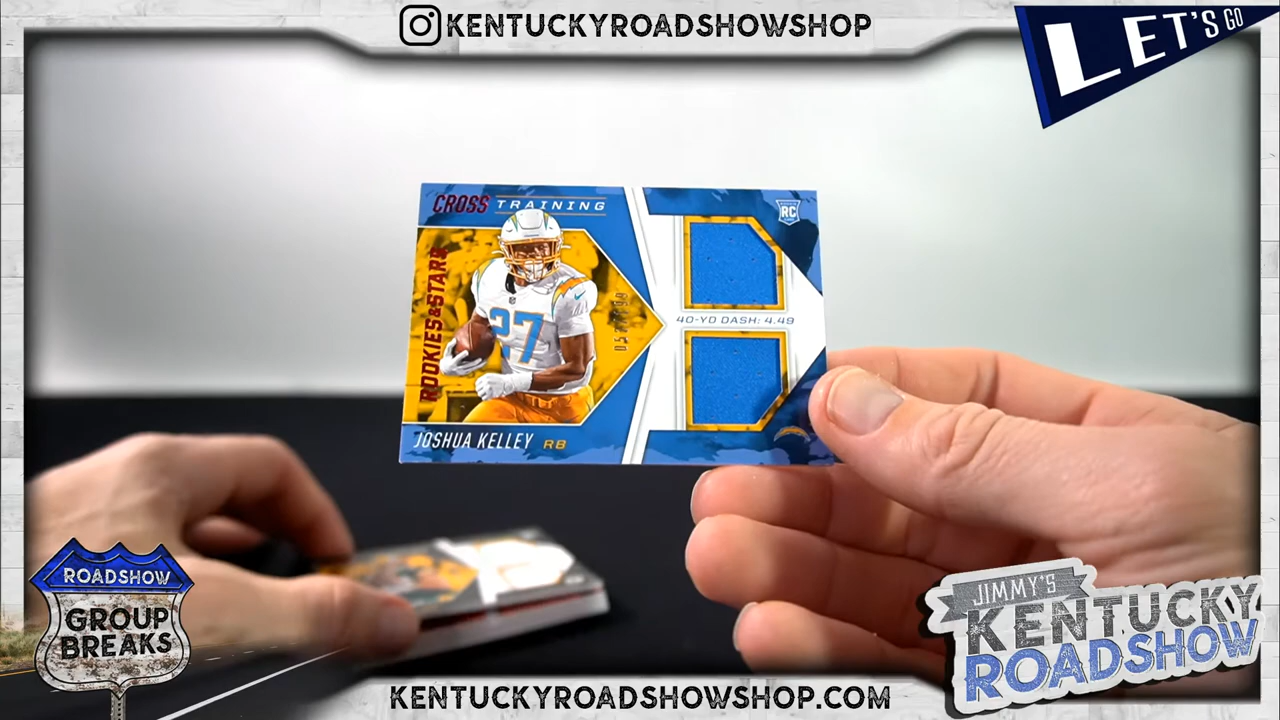 KENTUCKYROADSHOWSHOP
LET'S GO
CROSS TRAINING
RC
ROOKIES&STARS
27
40-YD DASH: 4.49
JOSHUA KELLEY RB
ROADSHOW
GROUP
BREAKS
JIMMY'S
KENTUCKY
ROADSHOW
KENTUCKYROADSHOWSHOP.COM